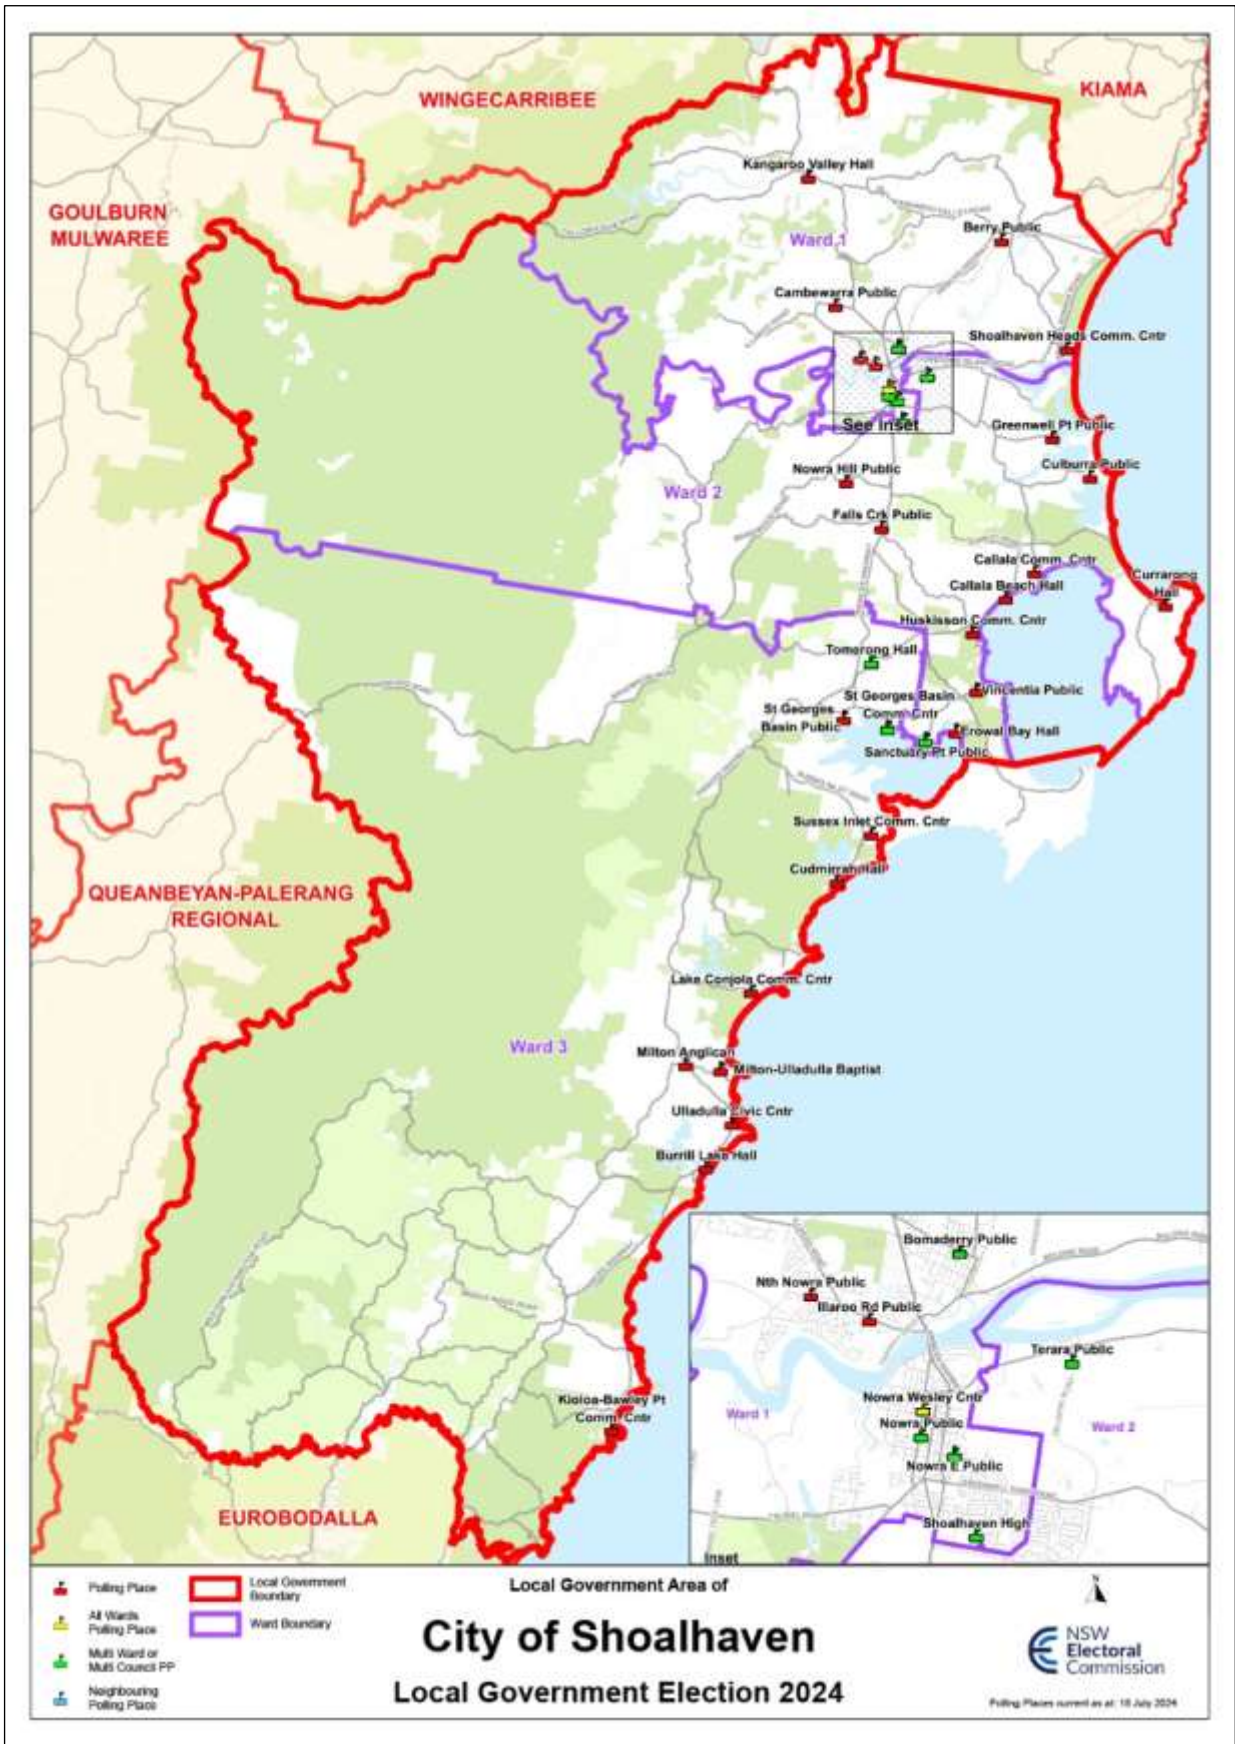 WINGECARRIBEE
KIAMA
GOULBURN
MULWAREE
Kangaroo Valley Hall
Berry Public
Ward 1
Cambewarra Public
Shoalhaven Heads Comm. Cntr
See Inset
Greenwell Pt Public
Culburra Public
Nowra Hill Public
Ward 2
Falls Crk Public
Callala Comm. Cntr
Callala Beach Hall
Currarong
Hall
Huskisson Comm. Cntr
Tomerong Hall
St Georges Basin
Comm Cntr
Vincentia Public
St Georges
Basin Public
Erowal Bay Hall
Sanctuary Pt Public
Sussex Inlet Comm. Cntr
Cudmirrah Hall
QUEANBEYAN-PALERANG
REGIONAL
Lake Conjola Comm. Cntr
Ward 3
Milton Anglican
Milton-Ulladulla Baptist
Ulladulla Civic Cntr
Burrill Lake Hall
Kioloa-Bawley Pt
Comm. Cntr
EUROBODALLA
Bomaderry Public
Nth Nowra Public
Illaroo Rd Public
Terara Public
Nowra Wesley Cntr
Ward 1
Nowra Public
Ward 2
Nowra E Public
Shoalhaven High
Inset
Polling Place
All Wards
Polling Place
Multi Ward or
Multi Council PP
Neighbouring
Polling Place
Local Government
Boundary
Ward Boundary
Local Government Area of
City of Shoalhaven
Local Government Election 2024
N
NSW
Electoral
Commission
Polling Places current as at: 18 July 2024